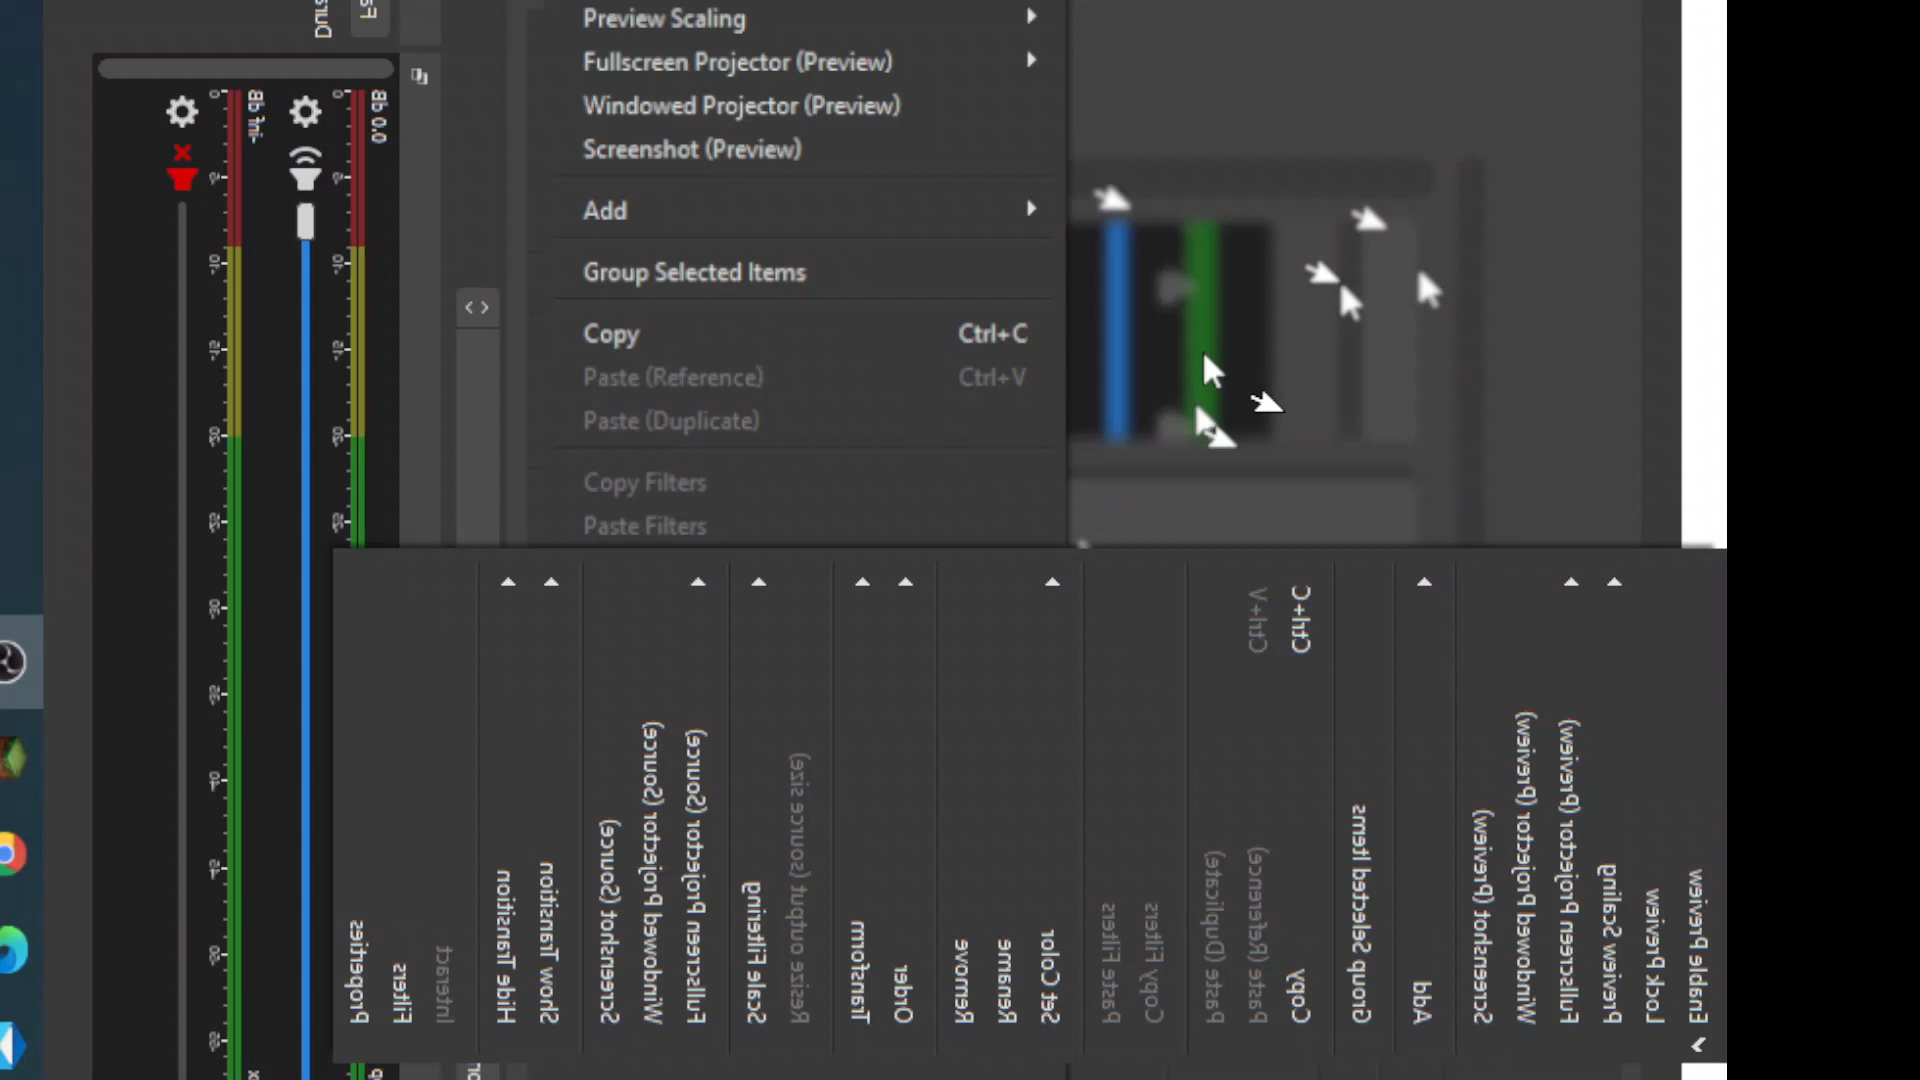 Preview Scaling
Fullscreen Projector (Preview)
Windowed Projector (Preview)
Screenshot (Preview)
Add
Group Selected Items
Copy Ctrl+C
Paste (Reference) Ctrl+V
Paste (Duplicate)
Copy Filters
Paste Filters
0.0 dB
-inf dB
Enable Preview
Lock Preview
Preview Scaling
Fullscreen Projector (Preview)
Windowed Projector (Preview)
Screenshot (Preview)
Add
Group Selected Items
Copy Ctrl+C
Paste (Reference) Ctrl+V
Paste (Duplicate)
Copy Filters
Paste Filters
Set Color
Rename
Remove
Order
Transform
Resize output (source size)
Scale Filtering
Fullscreen Projector (Source)
Windowed Projector (Source)
Screenshot (Source)
Show Transition
Hide Transition
Interact
Filters
Properties